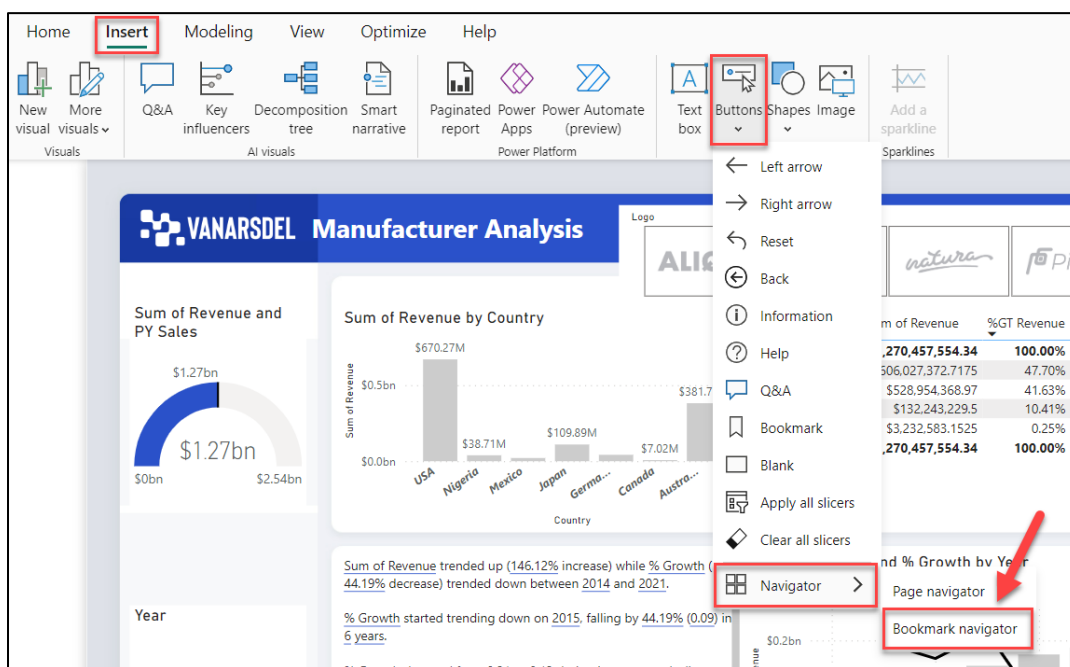 Home Insert Modeling View Optimize Help
New visual
More visuals
Q&A
Key influencers
Decomposition tree
Smart narrative
Paginated report
Power Apps
Power Automate (preview)
Text box
Buttons
Shapes
Image
Add a sparkline
Visuals
AI visuals
Power Platform
Sparklines
Left arrow
Right arrow
Reset
Back
Information
Help
Q&A
Bookmark
Blank
Apply all slicers
Clear all slicers
Navigator
Page navigator
Bookmark navigator
VANARSDEL Manufacturer Analysis
Logo
natura
Sum of Revenue and
PY Sales
$1.27bn
$1.27bn
$0bn $2.54bn
Sum of Revenue by Country
$670.27M
$38.71M
$109.89M
$7.02M
$381.7
Sum of Revenue
$0.5bn
$0.0bn
USA Nigeria Mexico Japan Germa... Canada Austra...
Country
m of Revenue %GT Revenue
,270,457,554.34 100.00%
606,027,372.7175 47.70%
$528,954,368.97 41.63%
$132,243,229.5 10.41%
$3,232,583.1525 0.25%
,270,457,554.34 100.00%
Sum of Revenue trended up (146.12% increase) while % Growth (
44.19% decrease) trended down between 2014 and 2021.
% Growth started trending down on 2015, falling by 44.19% (0.09) in
6 years.
Year
nd % Growth by Year
$0.2bn